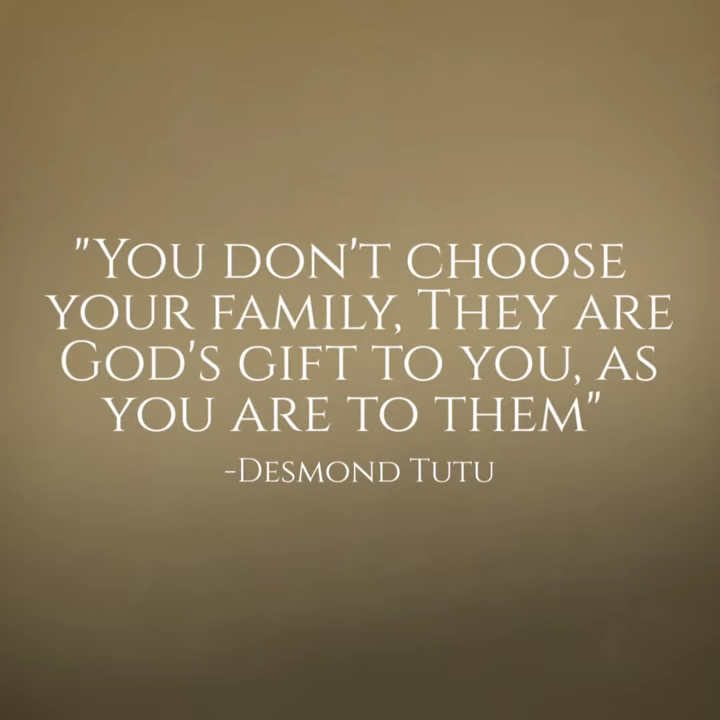 "You don't choose
your family, They are
God's gift to you, as
you are to them"
-Desmond Tutu